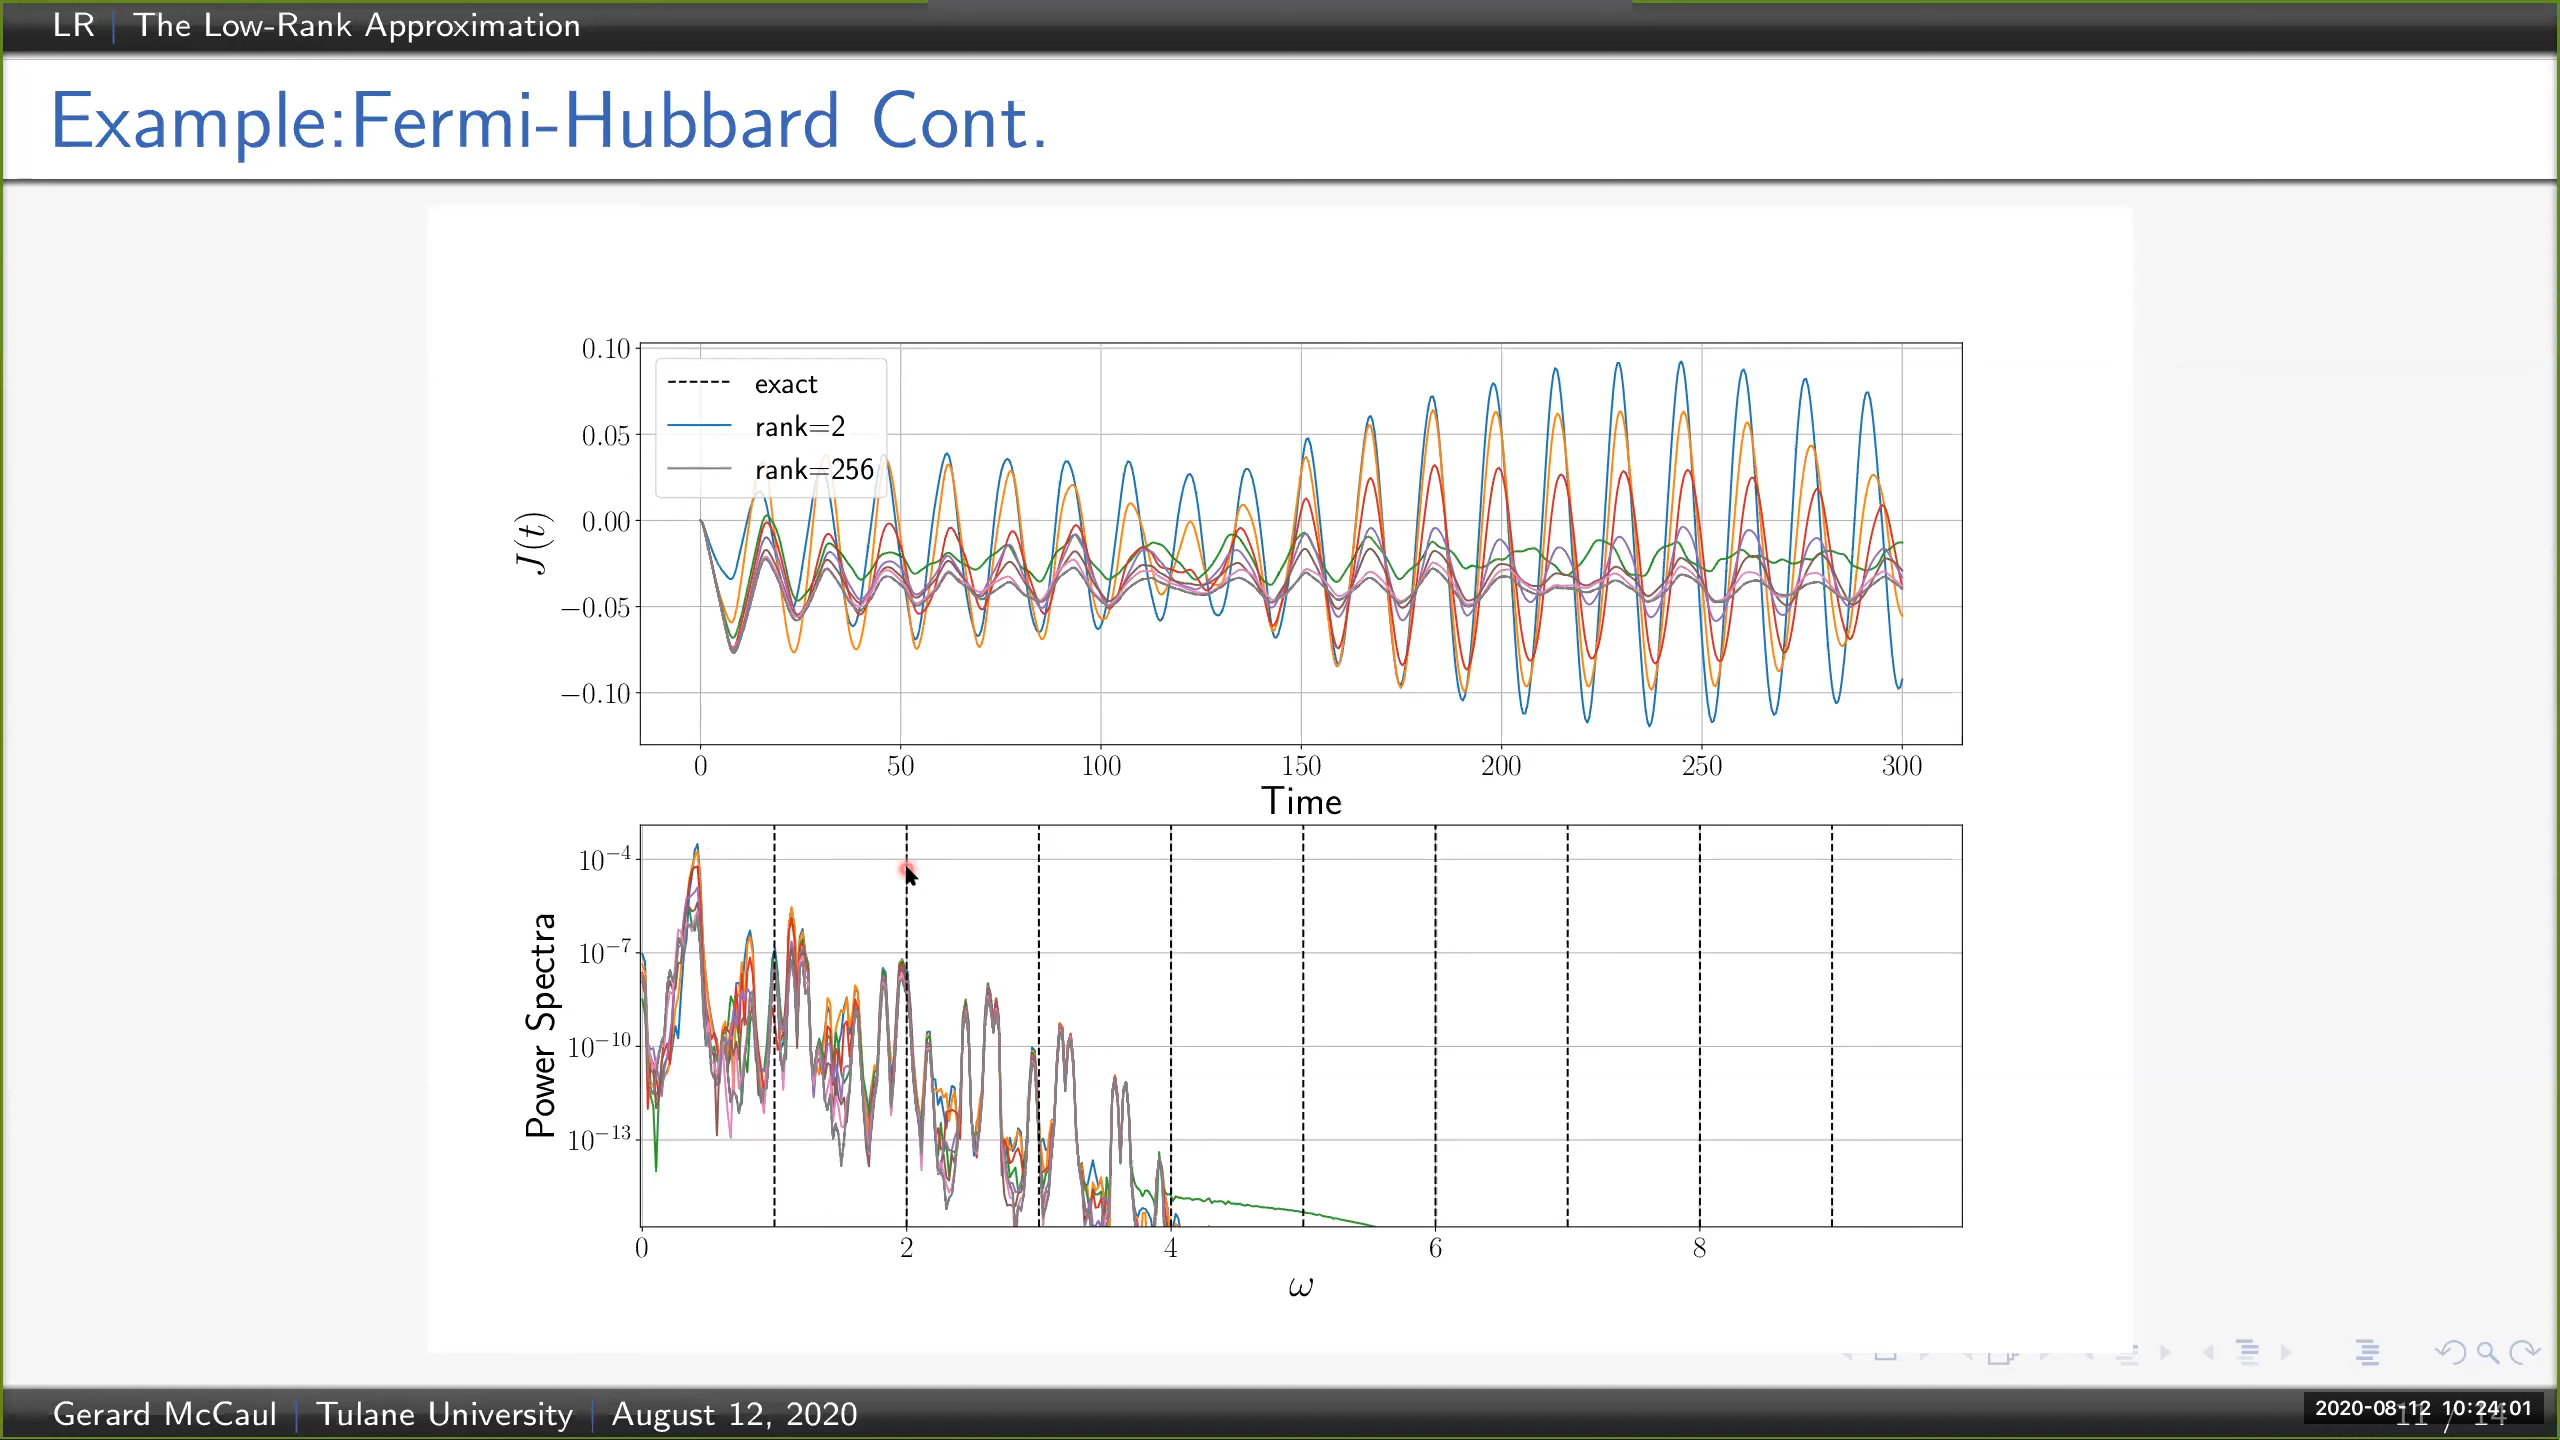 LR | The Low-Rank Approximation
Example:Fermi-Hubbard Cont.
0.10
0.05
0.00
−0.05
−0.10
J(t)
exact
rank=2
rank=256
0 50 100 150 200 250 300
Time
10−4
10−7
10−10
10−13
Power Spectra
0 2 4 6 8
ω
Gerard McCaul | Tulane University | August 12, 2020
11 / 14
2020-08-12 10:24:01